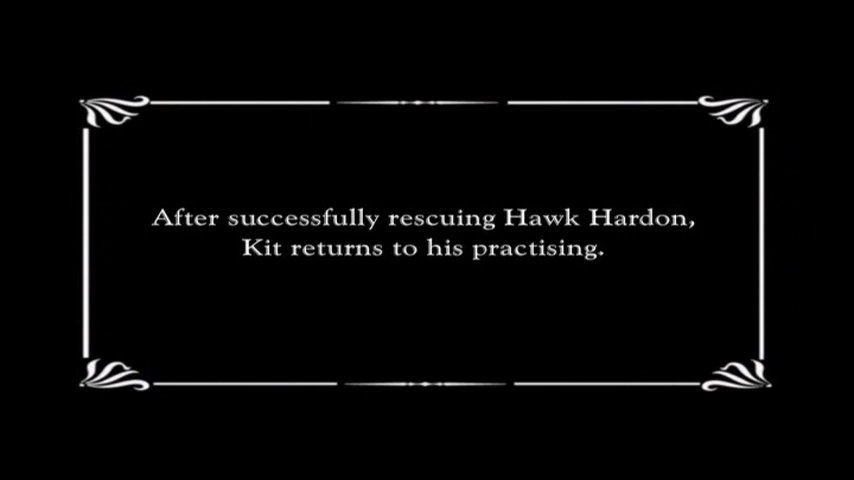 After successfully rescuing Hawk Hardon,
Kit returns to his practising.